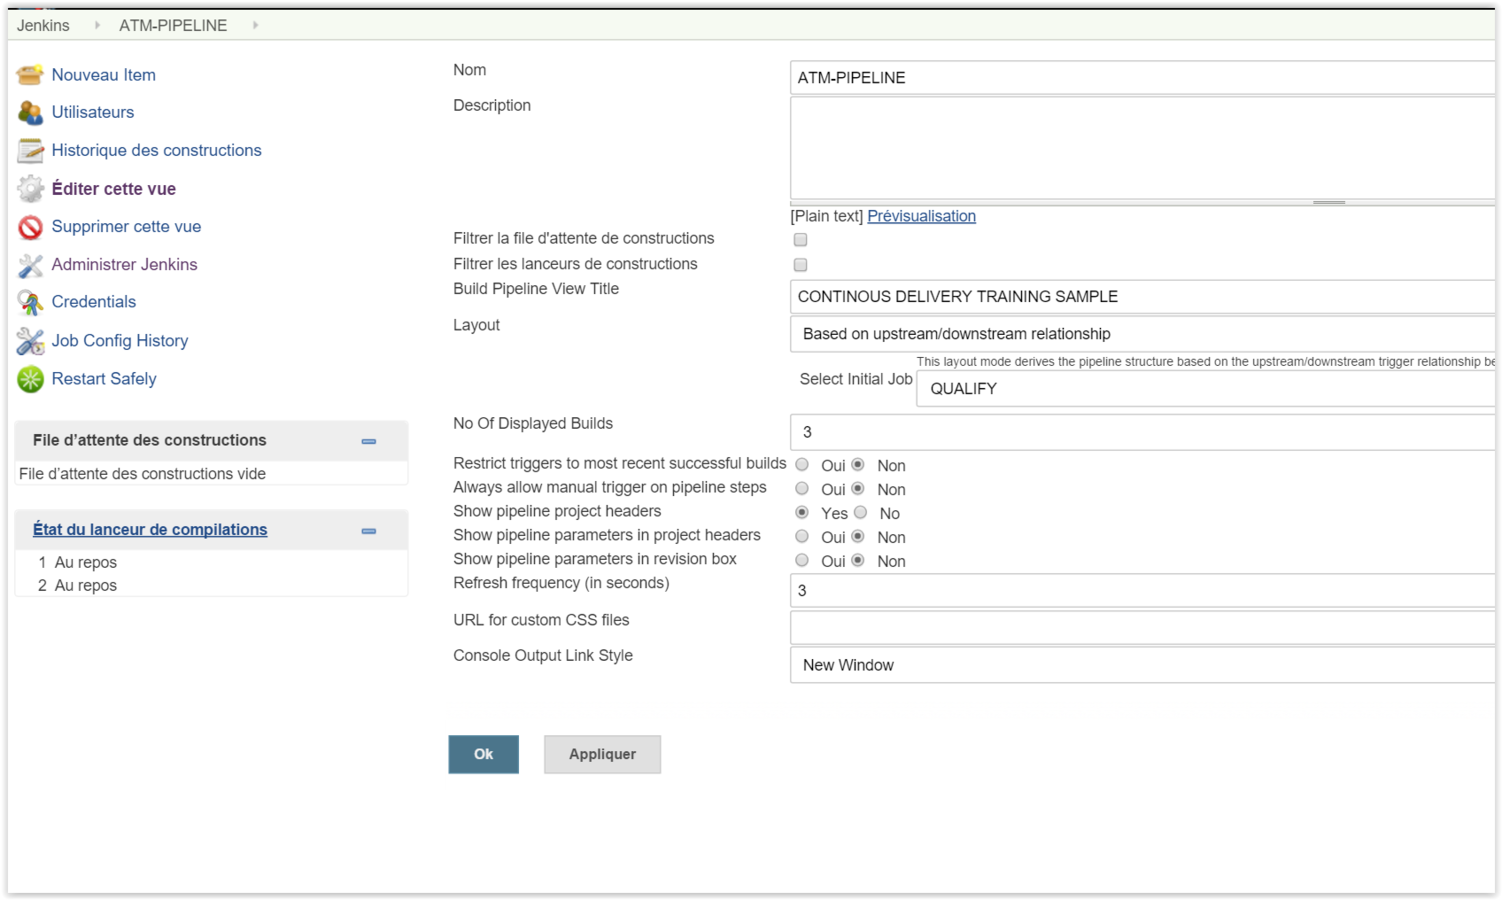 Jenkins ATM-PIPELINE
Nouveau Item
Utilisateurs
Historique des constructions
Éditer cette vue
Supprimer cette vue
Administrer Jenkins
Credentials
Job Config History
Restart Safely
File d'attente des constructions
File d'attente des constructions vide
État du lanceur de compilations
1 Au repos
2 Au repos
Nom
ATM-PIPELINE
Description
[Plain text] Prévisualisation
Filtrer la file d'attente de constructions
Filtrer les lanceurs de constructions
Build Pipeline View Title
CONTINOUS DELIVERY TRAINING SAMPLE
Layout
Based on upstream/downstream relationship
This layout mode derives the pipeline structure based on the upstream/downstream trigger relationship be
Select Initial Job
QUALIFY
No Of Displayed Builds
3
Restrict triggers to most recent successful builds Oui Non
Always allow manual trigger on pipeline steps Oui Non
Show pipeline project headers Yes No
Show pipeline parameters in project headers Oui Non
Show pipeline parameters in revision box Oui Non
Refresh frequency (in seconds)
3
URL for custom CSS files
Console Output Link Style
New Window
Ok Appliquer